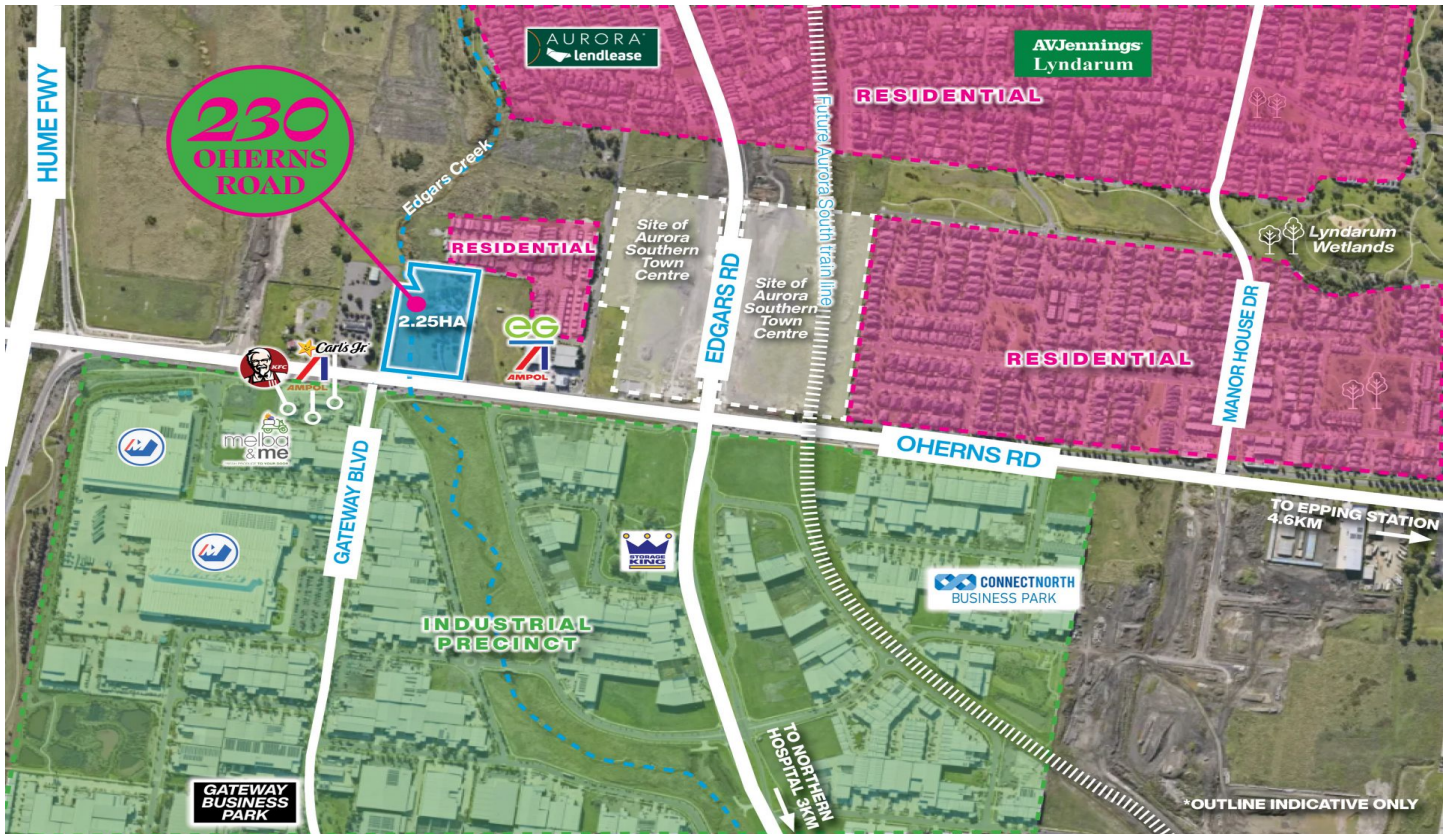 HUME FWY
230
OHERNS
ROAD
AURORA
lendlease
AVJennings
Lyndarum
RESIDENTIAL
Edgars Creek
RESIDENTIAL
Site of
Aurora
Southern
Town
Centre
EDGARS RD
Site of
Aurora
Southern
Town
Centre
Future Aurora South train line
Lyndarum
Wetlands
MANOR HOUSE DR
2.25HA
eG
AMPOL
KFC
Carl's Jr.
AMPOL
melba
&me
RESIDENTIAL
OHERNS RD
GATEWAY BLVD
TO EPPING STATION
4.6KM
STORAGE
KING
CONNECTNORTH
BUSINESS PARK
INDUSTRIAL
PRECINCT
TO NORTHERN
HOSPITAL 3KM
GATEWAY
BUSINESS
PARK
*OUTLINE INDICATIVE ONLY